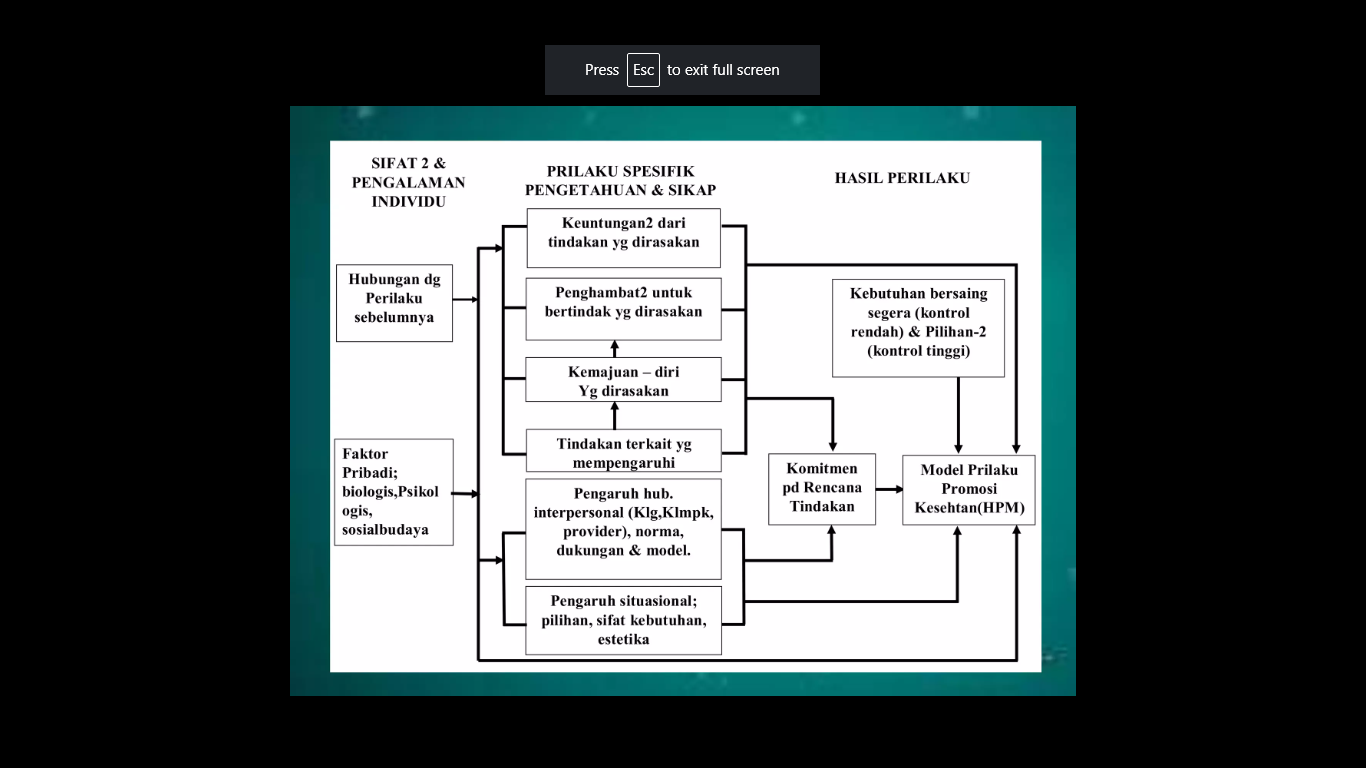 Press Esc to exit full screen
SIFAT 2 &
PENGALAMAN
INDIVIDU
PRILAKU SPESIFIK
PENGETAHUAN & SIKAP
HASIL PERILAKU
Hubungan dg
Perilaku
sebelumnya
Faktor
Pribadi;
biologis,Psikol
ogis,
sosialbudaya
Keuntungan2 dari
tindakan yg dirasakan
Penghambat2 untuk
bertindak yg dirasakan
Kemajuan – diri
Yg dirasakan
Tindakan terkait yg
mempengaruhi
Pengaruh hub.
interpersonal (Klg,Klmpk,
provider), norma,
dukungan & model.
Pengaruh situasional;
pilihan, sifat kebutuhan,
estetika
Kebutuhan bersaing
segera (kontrol
rendah) & Pilihan-2
(kontrol tinggi)
Komitmen
pd Rencana
Tindakan
Model Prilaku
Promosi
Kesehtan(HPM)